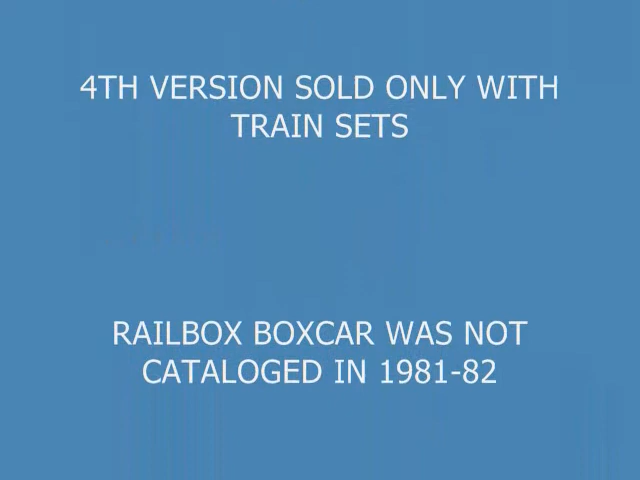 4TH VERSION SOLD ONLY WITH
TRAIN SETS
RAILBOX BOXCAR WAS NOT
CATALOGED IN 1981-82